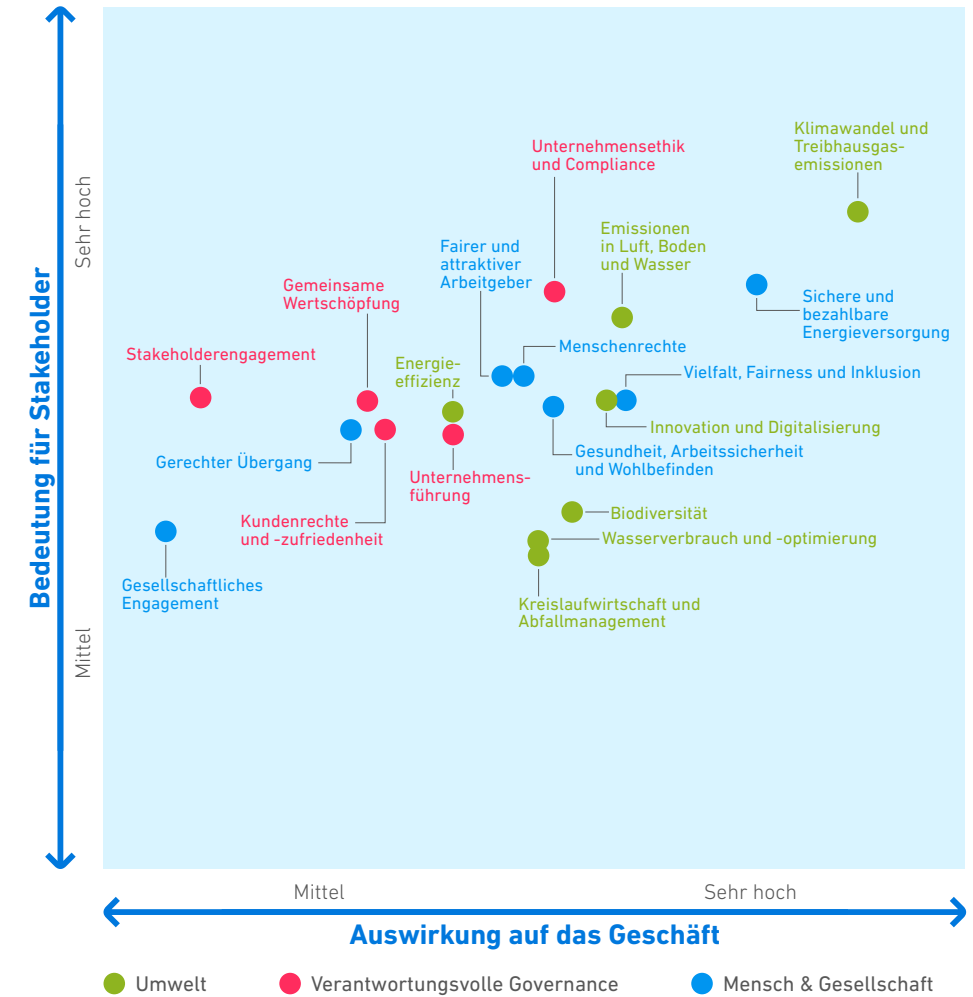 Bedeutung für Stakeholder
Sehr hoch
Mittel
Klimawandel und
Treibhausgas-
emissionen
Unternehmensethik
und Compliance
Emissionen
in Luft, Boden
und Wasser
Fairer und
attraktiver
Arbeitgeber
Gemeinsame
Wertschöpfung
Sichere und
bezahlbare
Energieversorgung
Stakeholderengagement
Menschenrechte
Energie-
effizienz
Vielfalt, Fairness und Inklusion
Innovation und Digitalisierung
Gerechter Übergang
Gesundheit, Arbeitssicherheit
und Wohlbefinden
Unternehmens-
führung
Kundenrechte
und -zufriedenheit
Biodiversität
Wasserverbrauch und -optimierung
Gesellschaftliches
Engagement
Kreislaufwirtschaft und
Abfallmanagement
Mittel
Sehr hoch
Auswirkung auf das Geschäft
Umwelt
Verantwortungsvolle Governance
Mensch & Gesellschaft